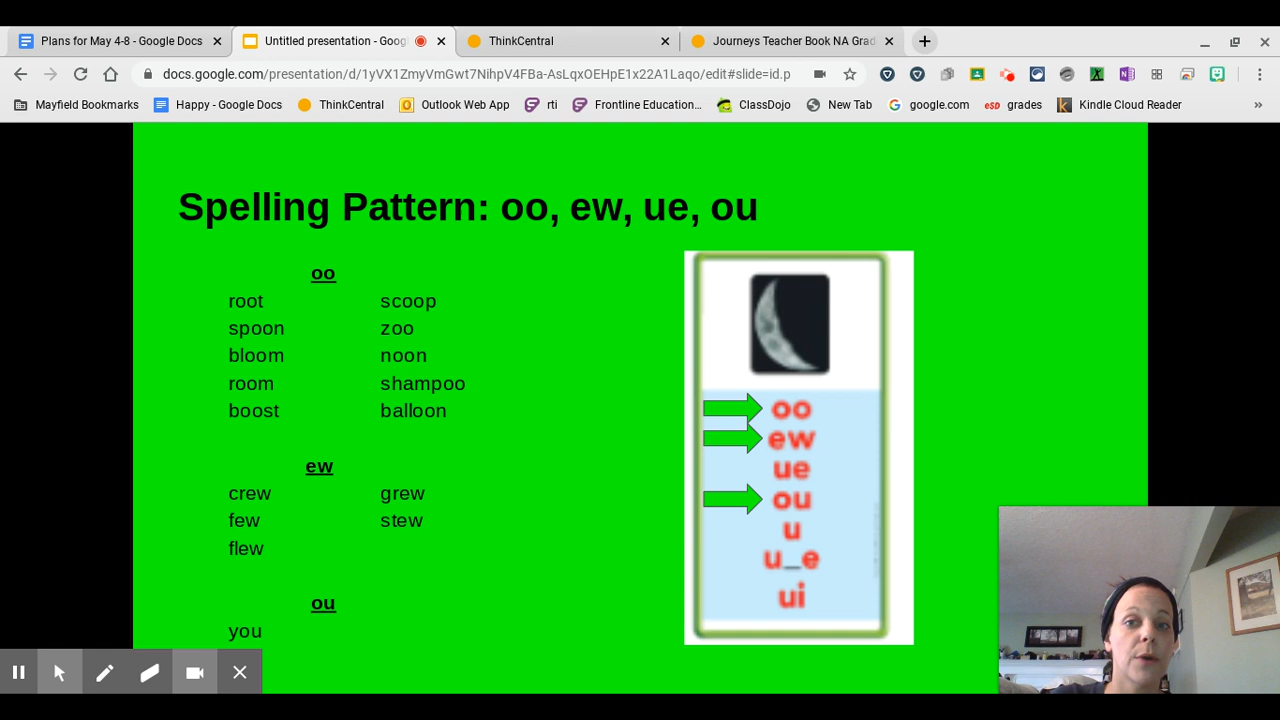 Plans for May 4-8 - Google Docs
Untitled presentation - Goog
ThinkCentral
Journeys Teacher Book NA Grad
docs.google.com/presentation/d/1yVX1ZmyVmGwt7NihpV4FBa-AsLqxOEHpE1x22A1Laqo/edit#slide=id.p
Mayfield Bookmarks
Happy - Google Docs
ThinkCentral
Outlook Web App
rti
Frontline Education...
ClassDojo
New Tab
google.com
esD grades
Kindle Cloud Reader
Spelling Pattern: oo, ew, ue, ou
oo
root scoop
spoon zoo
bloom noon
room shampoo
boost balloon
ew
crew grew
few stew
flew
ou
you
oo
ew
ue
ou
u
u_e
ui